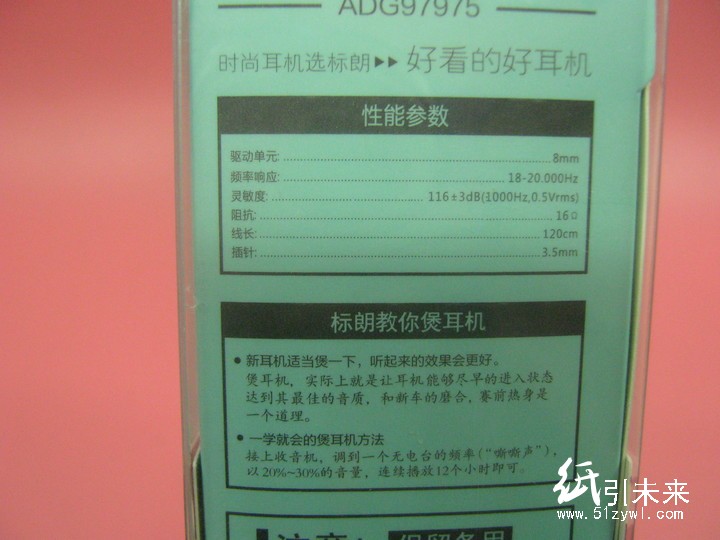 ADG97975
时尚耳机选标朗▶▶ 好看的好耳机
性能参数
驱动单元: 8mm
频率响应: 18-20.000Hz
灵敏度: 116±3dB(1000Hz,0.5Vrms)
阻抗: 16Ω
线长: 120cm
插针: 3.5mm
标朗教你煲耳机
● 新耳机适当煲一下，听起来的效果会更好。
煲耳机，实际上就是让耳机能够尽早的进入状态
达到其最佳的音质，和新车的磨合，赛前热身是
一个道理。
● 一学就会的煲耳机方法
接上收音机，调到一个无电台的频率（“嘶嘶声”），
以20%~30%的音量，连续播放12个小时即可。
纸引未来
www.51zywl.com